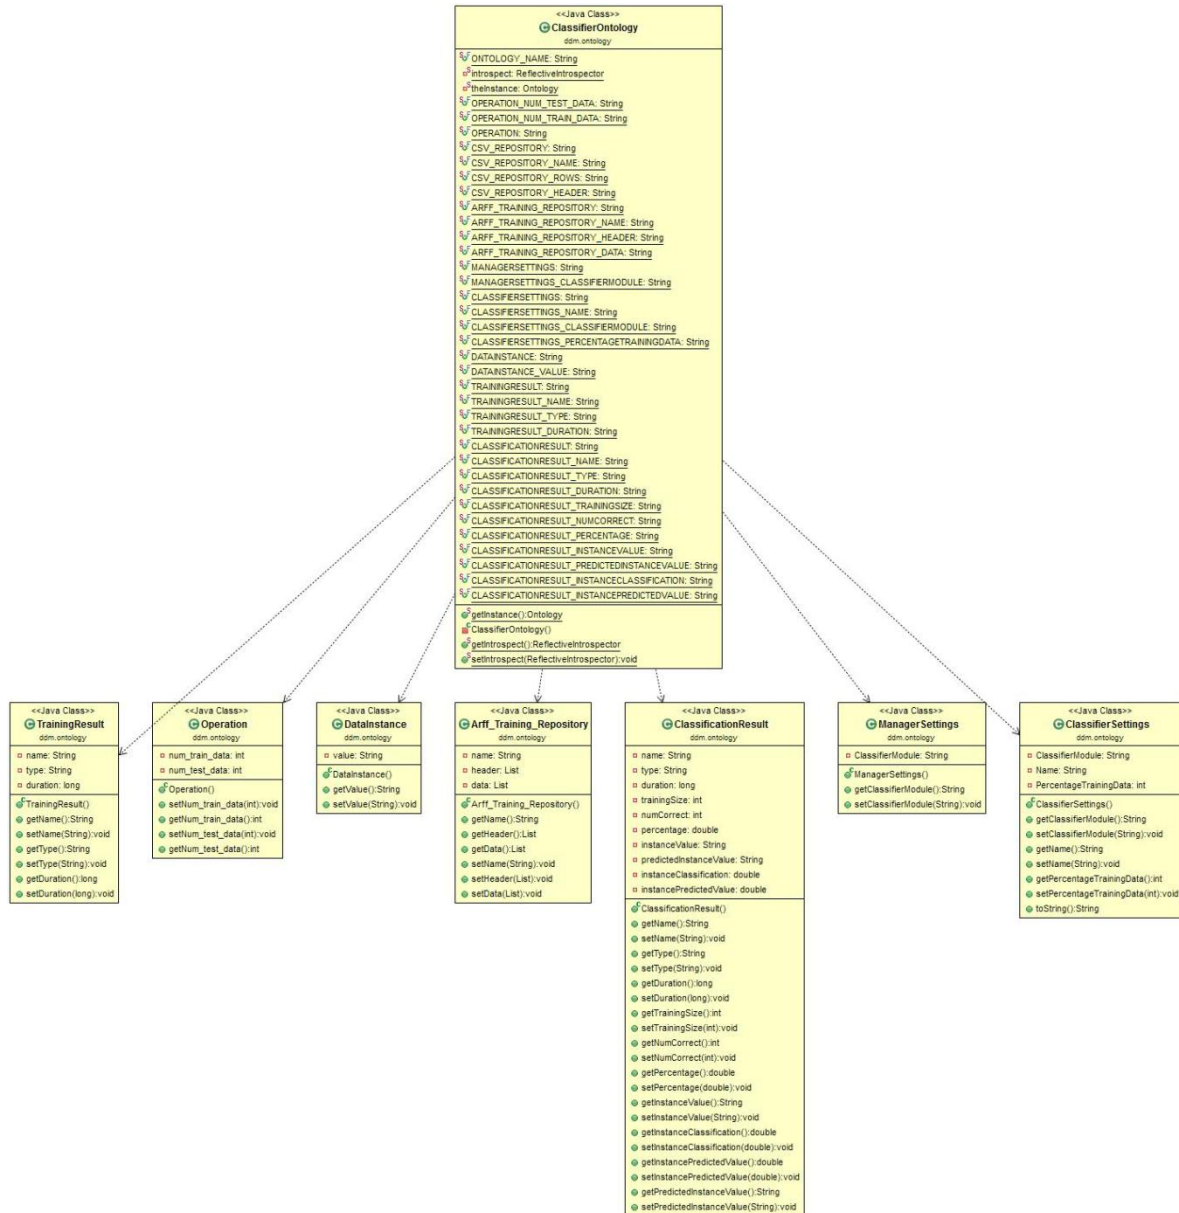 <<Java Class>>
ClassifierOntology
ddm.ontology
ONTOLOGY_NAME: String
introspect: ReflectiveIntrospector
theInstance: Ontology
OPERATION_NUM_TEST_DATA: String
OPERATION_NUM_TRAIN_DATA: String
OPERATION: String
CSV_REPOSITORY: String
CSV_REPOSITORY_NAME: String
CSV_REPOSITORY_ROWS: String
CSV_REPOSITORY_HEADER: String
ARFF_TRAINING_REPOSITORY: String
ARFF_TRAINING_REPOSITORY_NAME: String
ARFF_TRAINING_REPOSITORY_HEADER: String
ARFF_TRAINING_REPOSITORY_DATA: String
MANAGERSETTINGS: String
MANAGERSETTINGS_CLASSIFIERMODULE: String
CLASSIFIERSETTINGS: String
CLASSIFIERSETTINGS_NAME: String
CLASSIFIERSETTINGS_CLASSIFIERMODULE: String
CLASSIFIERSETTINGS_PERCENTAGETRAININGDATA: String
DATAINSTANCE: String
DATAINSTANCE_VALUE: String
TRAININGRESULT: String
TRAININGRESULT_NAME: String
TRAININGRESULT_TYPE: String
TRAININGRESULT_DURATION: String
CLASSIFICATIONRESULT: String
CLASSIFICATIONRESULT_NAME: String
CLASSIFICATIONRESULT_TYPE: String
CLASSIFICATIONRESULT_DURATION: String
CLASSIFICATIONRESULT_TRAININGSIZE: String
CLASSIFICATIONRESULT_NUMCORRECT: String
CLASSIFICATIONRESULT_PERCENTAGE: String
CLASSIFICATIONRESULT_INSTANCEVALUE: String
CLASSIFICATIONRESULT_PREDICTEDINSTANCEVALUE: String
CLASSIFICATIONRESULT_INSTANCECLASSIFICATION: String
CLASSIFICATIONRESULT_INSTANCEPREDICTEDVALUE: String
getInstance():Ontology
ClassifierOntology()
getIntrospect():ReflectiveIntrospector
setIntrospect(ReflectiveIntrospector):void
<<Java Class>>
TrainingResult
ddm.ontology
name: String
type: String
duration: long
TrainingResult()
getName():String
setName(String):void
getType():String
setType(String):void
getDuration():long
setDuration(long):void
<<Java Class>>
Operation
ddm.ontology
num_train_data: int
num_test_data: int
Operation()
setNum_train_data(int):void
getNum_train_data():int
setNum_test_data(int):void
getNum_test_data():int
<<Java Class>>
DataInstance
ddm.ontology
value: String
DataInstance()
getValue():String
setValue(String):void
<<Java Class>>
Arff_Training_Repository
ddm.ontology
name: String
header: List
data: List
Arff_Training_Repository()
getName():String
getHeader():List
getData():List
setName(String):void
setHeader(List):void
setData(List):void
<<Java Class>>
ClassificationResult
ddm.ontology
name: String
type: String
duration: long
trainingSize: int
numCorrect: int
percentage: double
instanceValue: String
predictedInstanceValue: String
instanceClassification: double
instancePredictedValue: double
ClassificationResult()
getName():String
setName(String):void
getType():String
setType(String):void
getDuration():long
setDuration(long):void
getTrainingSize():int
setTrainingSize(int):void
getNumCorrect():int
setNumCorrect(int):void
getPercentage():double
setPercentage(double):void
getInstanceValue():String
setInstanceValue(String):void
getInstanceClassification():double
setInstanceClassification(double):void
getInstancePredictedValue():double
setInstancePredictedValue(double):void
getPredictedInstanceValue():String
setPredictedInstanceValue(String):void
<<Java Class>>
ManagerSettings
ddm.ontology
ClassifierModule: String
ManagerSettings()
getClassifierModule():String
setClassifierModule(String):void
<<Java Class>>
ClassifierSettings
ddm.ontology
ClassifierModule: String
Name: String
PercentageTrainingData: int
ClassifierSettings()
getClassifierModule():String
setClassifierModule(String):void
getName():String
setName(String):void
getPercentageTrainingData():int
setPercentageTrainingData(int):void
toString():String